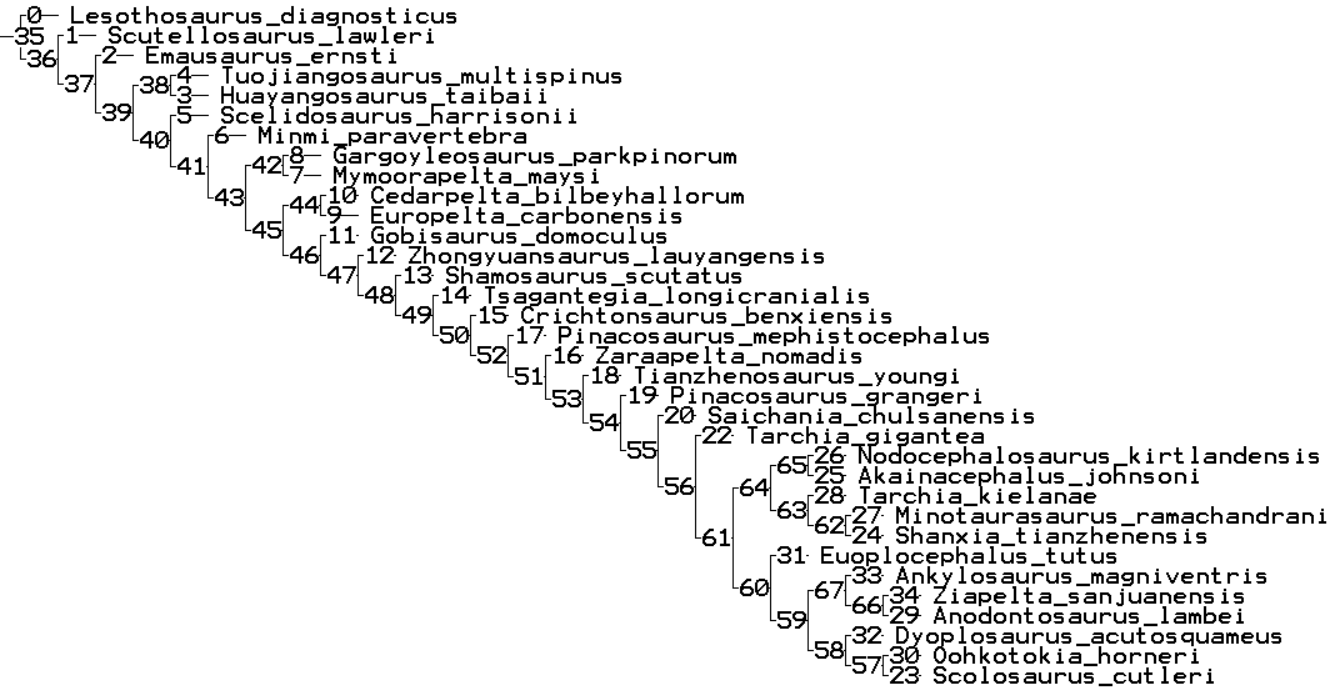 0 Lesothosaurus_diagnosticus
35 1 Scutellosaurus_lawleri
36 2 Emausaurus_ernsti
37 38 4 Tuojiangosaurus_multispinus
3 Huayangosaurus_taibaii
39 5 Scelidosaurus_harrisonii
40 6 Minmi_paravertebra
42 8 Gargoyleosaurus_parkpinorum
41 7 Mymoorapelta_maysi
43 44 10 Cedarpelta_bilbeyhallorum
9 Europelta_carbonensis
45 11 Gobisaurus_domoculus
46 12 Zhongyuansaurus_lauyangensis
47 13 Shamosaurus_scutatus
48 14 Tsagantegia_longicranialis
49 15 Crichtonsaurus_benxiensis
50 17 Pinacosaurus_mephistocephalus
52 16 Zaraapelta_nomadis
51 18 Tianzhenosaurus_youngi
53 19 Pinacosaurus_grangeri
54 20 Saichania_chulsanensis
22 Tarchia_gigantea
55 65 26 Nodocephalosaurus_kirtlandensis
25 Akainacephalus_johnsoni
56 64 28 Tarchia_kielanae
63 27 Minotaurasaurus_ramachandrani
61 62 24 Shanxia_tianzhenensis
31 Euoplocephalus_tutus
60 67 33 Ankylosaurus_magniventris
66 34 Ziapelta_sanjuanensis
59 29 Anodontosaurus_lambei
32 Dyoplosaurus_acutosquameus
58 57 30 Oohkotokia_horneri
23 Scolosaurus_cutleri